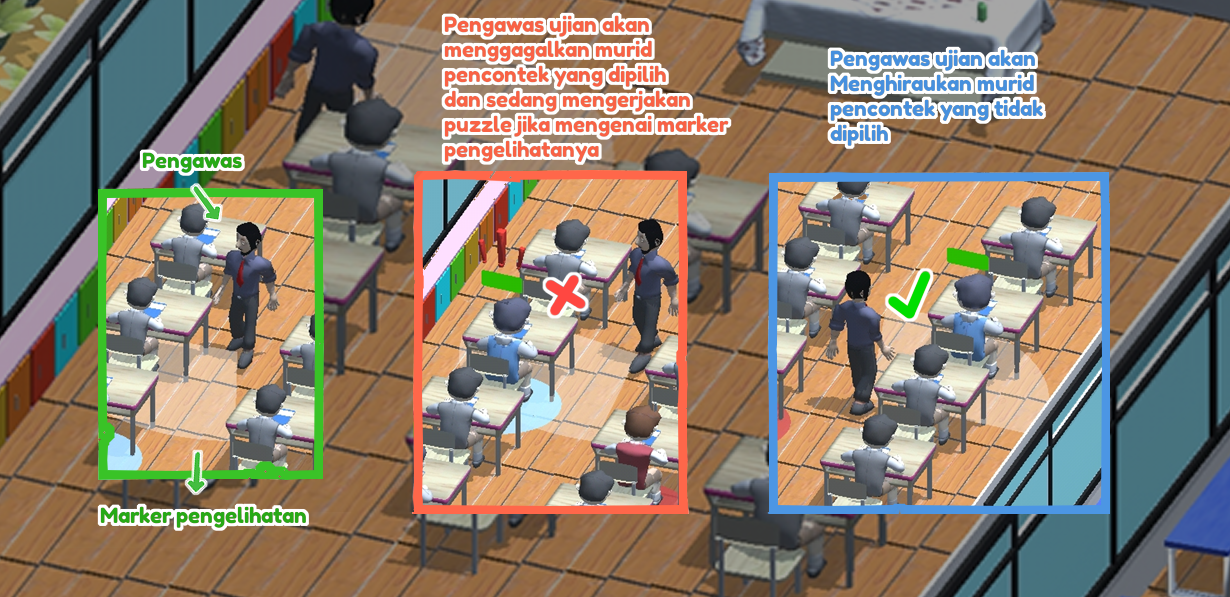 Pengawas ujian akan
menggagalkan murid
pencontek yang dipilih
dan sedang mengerjakan
puzzle jika mengenai marker
pengelihatanya
Pengawas ujian akan
Menghiraukan murid
pencontek yang tidak
dipilih
Pengawas
Marker pengelihatan